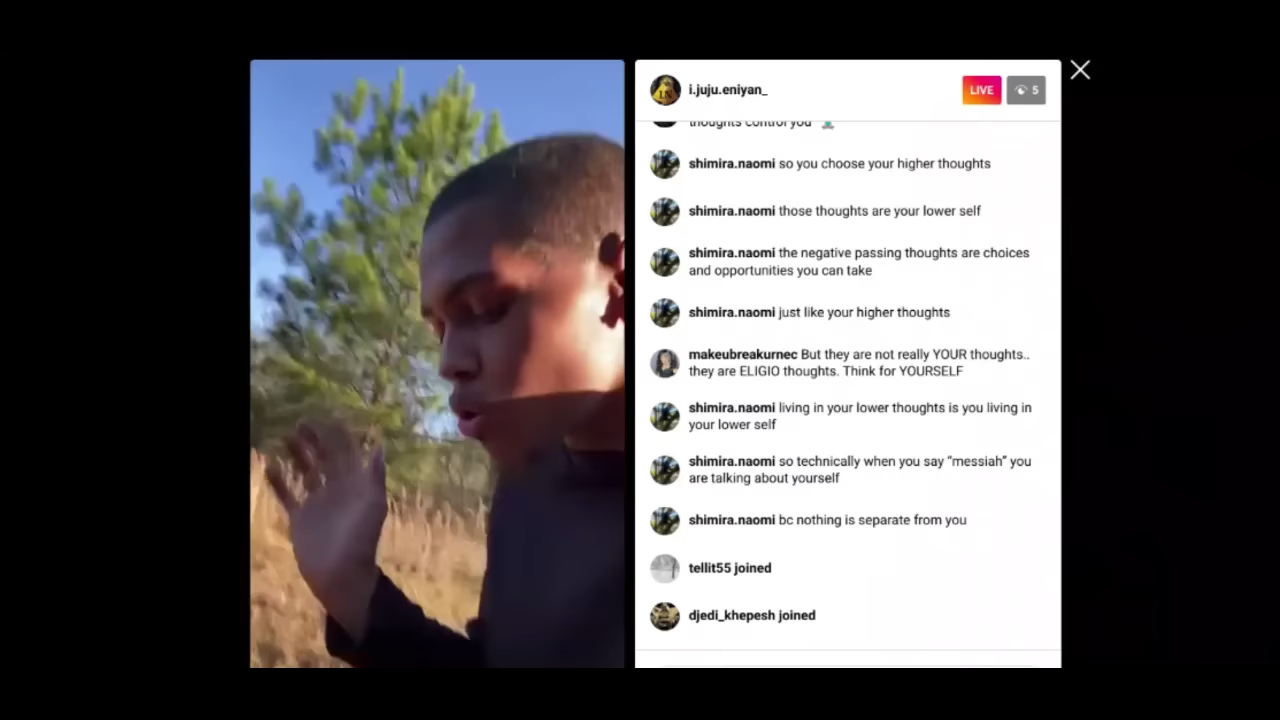 i.juju.eniyan_
LIVE
5
thoughts control you
shimira.naomi so you choose your higher thoughts
shimira.naomi those thoughts are your lower self
shimira.naomi the negative passing thoughts are choices
and opportunities you can take
shimira.naomi just like your higher thoughts
makeubreakurnec But they are not really YOUR thoughts..
they are ELIGIO thoughts. Think for YOURSELF
shimira.naomi living in your lower thoughts is you living in
your lower self
shimira.naomi so technically when you say “messiah” you
are talking about yourself
shimira.naomi bc nothing is separate from you
tellit55 joined
djedi_khepesh joined